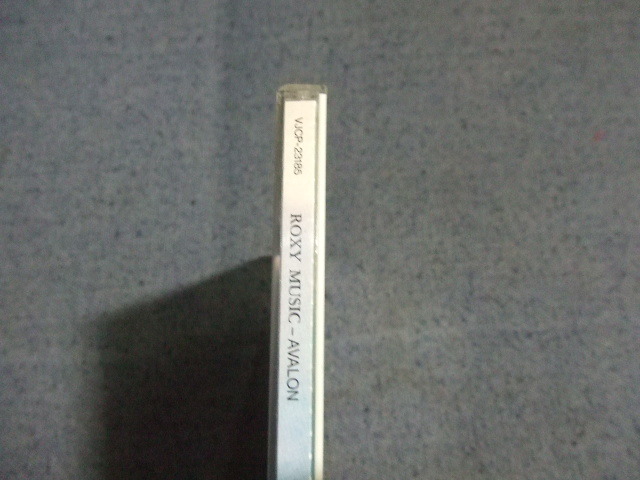 VJCP-23185
ROXY MUSIC – AVALON